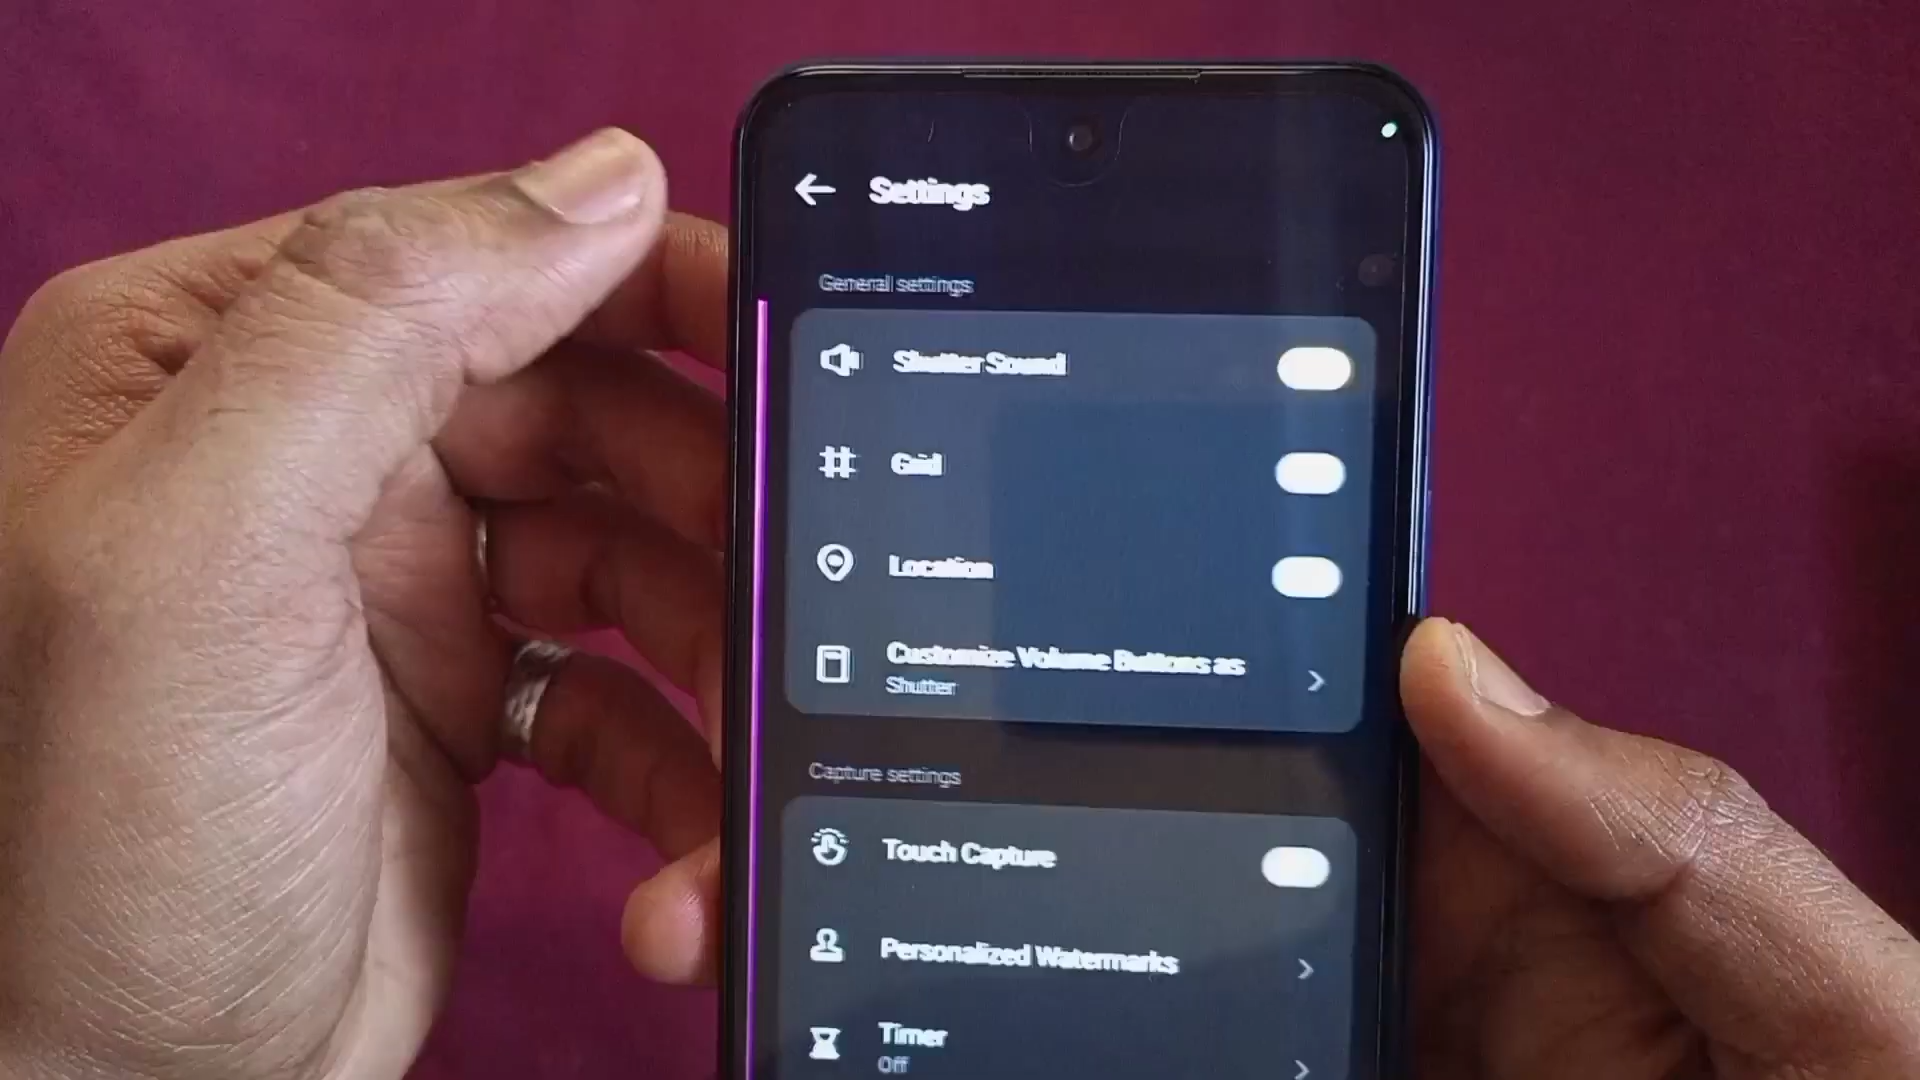 Settings
General settings
Shutter Sound
Grid
Location
Customize Volume Buttons as
Shutter
Capture settings
Touch Capture
Personalized Watermarks
Timer
Off